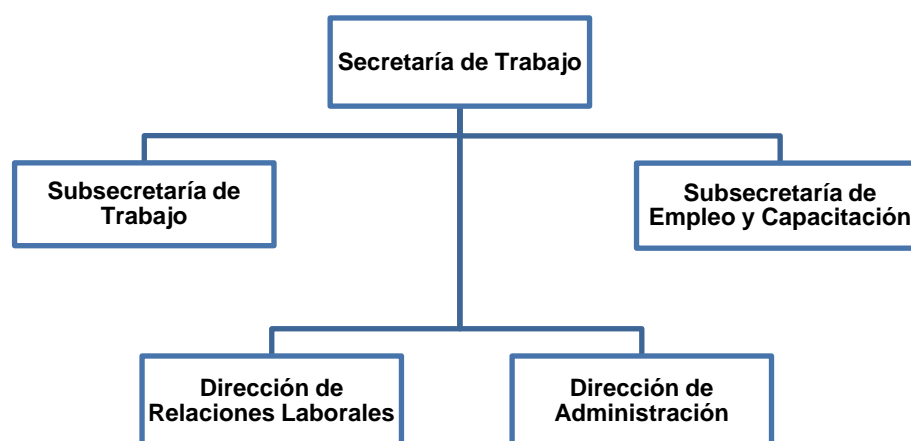 Secretaría de Trabajo
Subsecretaría de
Trabajo
Subsecretaría de
Empleo y Capacitación
Dirección de
Relaciones Laborales
Dirección de
Administración